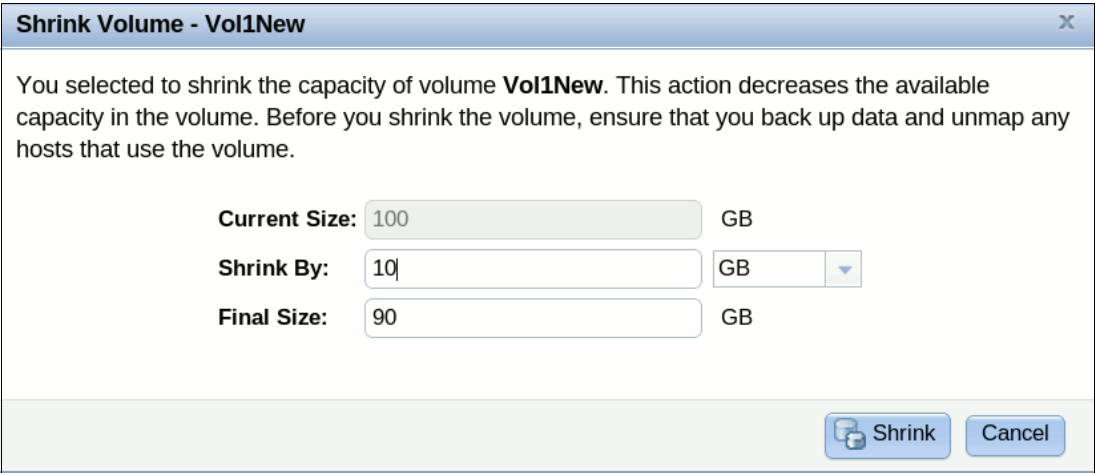 Shrink Volume - Vol1New x
You selected to shrink the capacity of volume Vol1New. This action decreases the available
capacity in the volume. Before you shrink the volume, ensure that you back up data and unmap any
hosts that use the volume.
Current Size: 100 GB
Shrink By: 10 GB
Final Size: 90 GB
Shrink Cancel